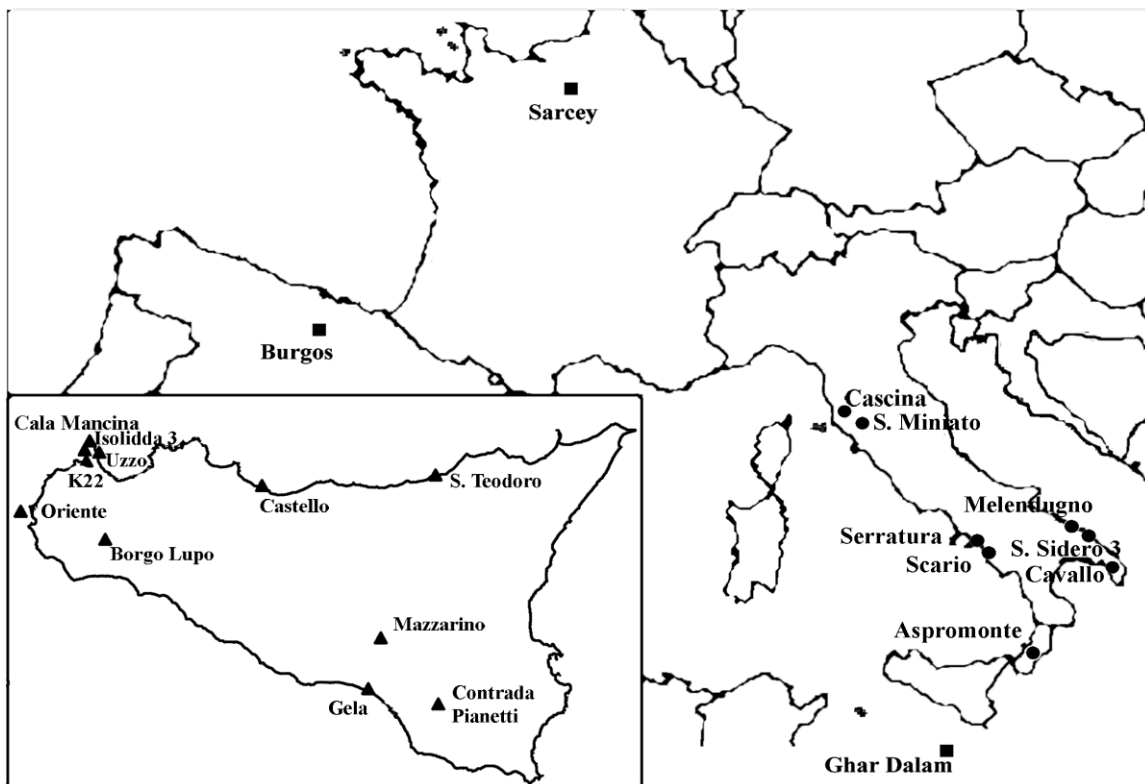 Sarcey
Burgos
Cascina
S. Miniato
Melendugno
Serratura
S. Sidero 3
Scario
Cavallo
Aspromonte
Ghar Dalam
Cala Mancina
Isolidda 3
Uzzo
K22
S. Teodoro
Castello
Oriente
Borgo Lupo
Mazzarino
Gela
Contrada
Pianetti